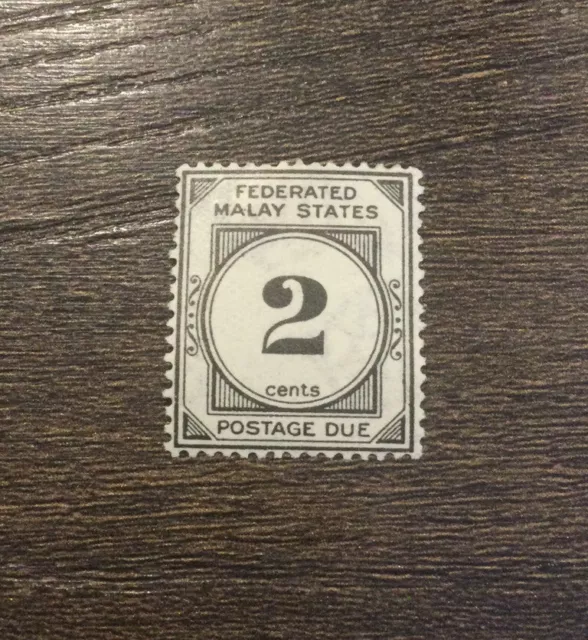 FEDERATED
MALAY STATES
2
cents
POSTAGE DUE